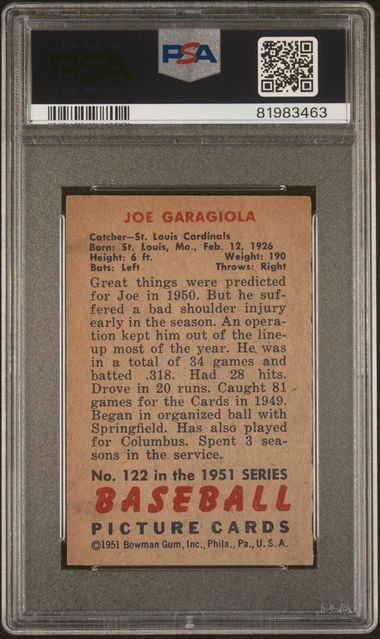 PSA
PSA
81983463
JOE GARAGIOLA
Catcher—St. Louis Cardinals
Born: St. Louis, Mo., Feb. 12, 1926
Height: 6 ft. Weight: 190
Bats: Left Throws: Right
Great things were predicted
for Joe in 1950. But he suf-
fered a bad shoulder injury
early in the season. An opera-
tion kept him out of the line-
up most of the year. He was
in a total of 34 games and
batted .318. Had 28 hits.
Drove in 20 runs. Caught 81
games for the Cards in 1949.
Began in organized ball with
Springfield. Has also played
for Columbus. Spent 3 sea-
sons in the service.
No. 122 in the 1951 SERIES
BASEBALL
PICTURE CARDS
©1951 Bowman Gum, Inc., Phila., Pa., U. S. A.
PSA